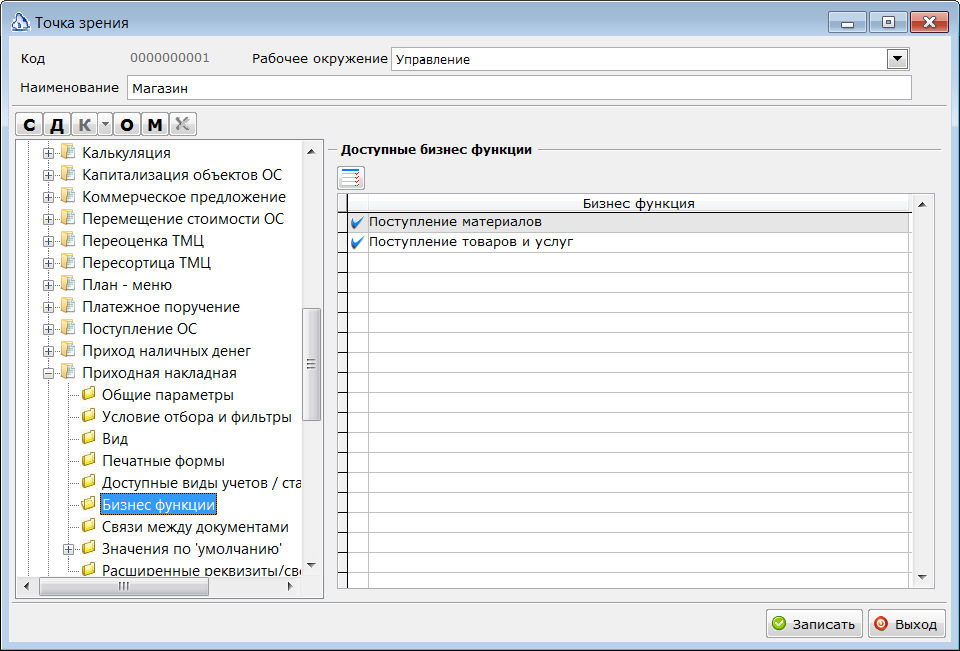 Точка зрения
Код 0000000001 Рабочее окружение Управление
Наименование Магазин
С Д К О М
Калькуляция
Капитализация объектов ОС
Коммерческое предложение
Перемещение стоимости ОС
Переоценка ТМЦ
Пересортица ТМЦ
План - меню
Платежное поручение
Поступление ОС
Приход наличных денег
Приходная накладная
Общие параметры
Условие отбора и фильтры
Вид
Печатные формы
Доступные виды учетов / ста
Бизнес функции
Связи между документами
Значения по 'умолчанию'
Расширенные реквизиты/сво
Доступные бизнес функции
Бизнес функция
Поступление материалов
Поступление товаров и услуг
Записать Выход